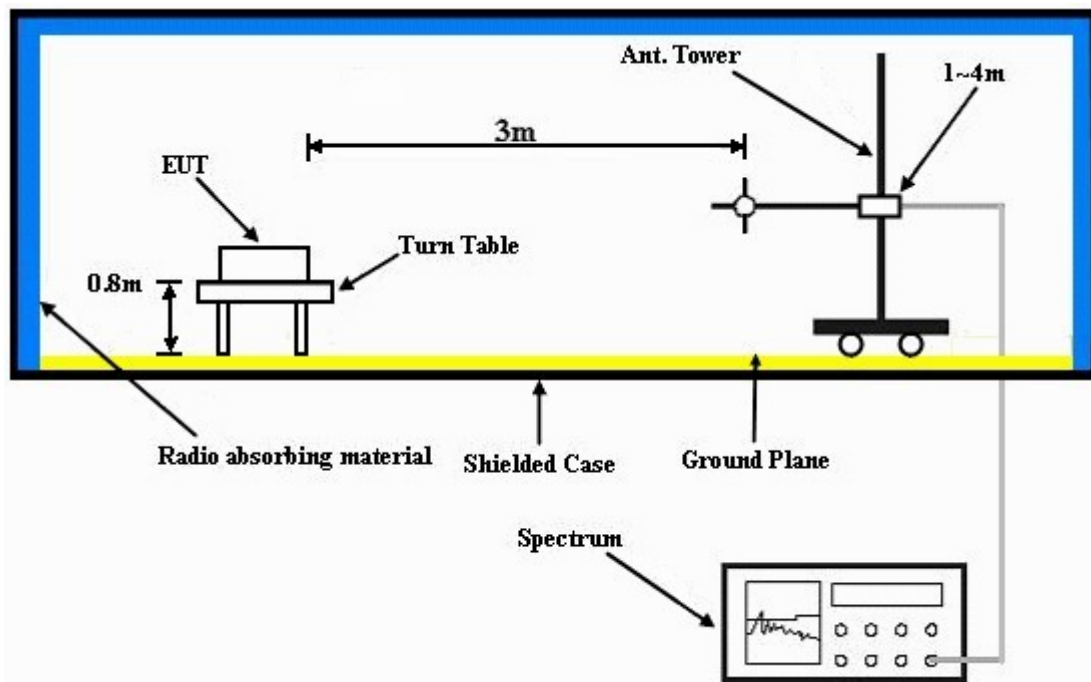 Ant. Tower
1~4m
3m
EUT
Turn Table
0.8m
Radio absorbing material
Shielded Case
Ground Plane
Spectrum